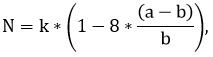 N = k * (1 − 8 * (a − b)/b),